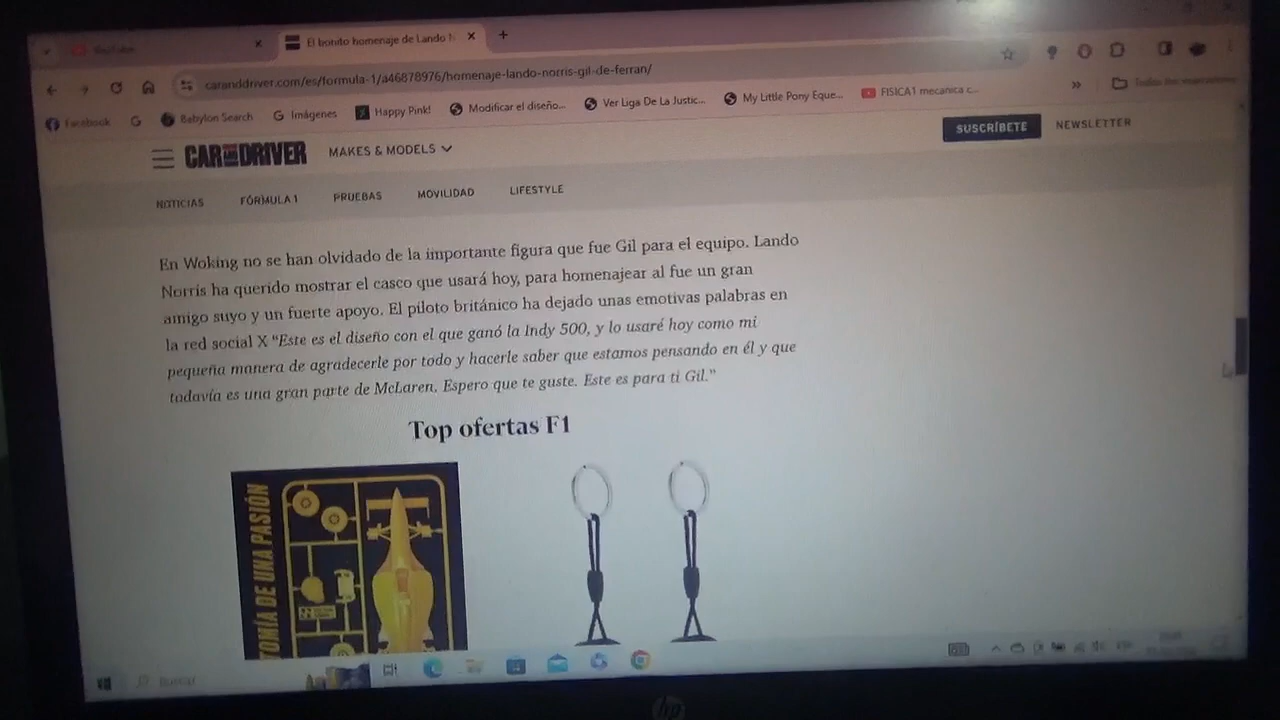 YouTube
El bonito homenaje de Lando
caranddriver.com/es/formula-1/a46878976/homenaje-lando-norris-gil-de-ferran/
Facebook
Babylon Search
Imágenes
Happy Pink!
Modificar el diseño...
Ver Liga De La Justic...
My Little Pony Eque...
FISICA1 mecanica c...
Todos los marcadores
CAR AND DRIVER
MAKES & MODELS
SUSCRÍBETE
NEWSLETTER
NOTICIAS
FÓRMULA 1
PRUEBAS
MOVILIDAD
LIFESTYLE
En Woking no se han olvidado de la importante figura que fue Gil para el equipo. Lando
Norris ha querido mostrar el casco que usará hoy, para homenajear al fue un gran
amigo suyo y un fuerte apoyo. El piloto británico ha dejado unas emotivas palabras en
la red social X “Este es el diseño con el que ganó la Indy 500, y lo usaré hoy como mi
pequeña manera de agradecerle por todo y hacerle saber que estamos pensando en él y que
todavía es una gran parte de McLaren. Espero que te guste. Este es para ti Gil.”
Top ofertas F1
TOMÍA DE UNA PASIÓN
Buscar
hp